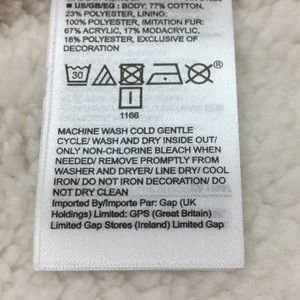 ■ US/GB/EG : BODY: 77% COTTON,
23% POLYESTER, LINING:
100% POLYESTER, IMITATION FUR:
67% ACRYLIC, 17% MODACRYLIC,
16% POLYESTER, EXCLUSIVE OF
DECORATION
30
I
1166
MACHINE WASH COLD GENTLE
CYCLE/ WASH AND DRY INSIDE OUT/
ONLY NON-CHLORINE BLEACH WHEN
NEEDED/ REMOVE PROMPTLY FROM
WASHER AND DRYER/ LINE DRY/ COOL
IRON/ DO NOT IRON DECORATION/ DO
NOT DRY CLEAN
Imported By/Importe Par: Gap (UK
Holdings) Limited: GPS (Great Britain)
Limited Gap Stores (Ireland) Limited Gap